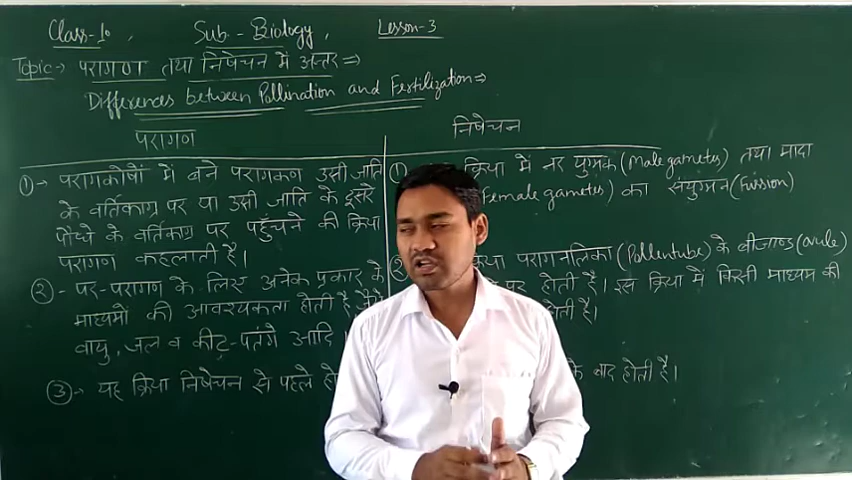 Class-10, Sub.-Biology, Lesson-3
Topic:-> परागण तथा निषेचन में अन्तर =>
Differences between Pollination and Fertilization =>
परागण
①→ परागकोषों में बने परागकण उसी जाति
के वर्तिकाग्र पर या उसी जाति के दूसरे
पौधे के वर्तिकाग्र पर पहुँचने की क्रिया
परागण कहलाती है।
②- पर-परागण के लिए अनेक प्रकार के
माध्यमों की आवश्यकता होती है जैसे
वायु, जल व कीट-पतंगे आदि।
③→ यह क्रिया निषेचन से पहले
निषेचन
①→ क्रिया में नर युग्मक (Male gametes) तथा मादा
(Female gametes) का संयुग्मन (Fussion)
② क्रिया परागनलिका (Pollentube) के बीजाण्ड (ovule)
पर होती है। इस क्रिया में किसी माध्यम की
होती है।
के बाद होती है।